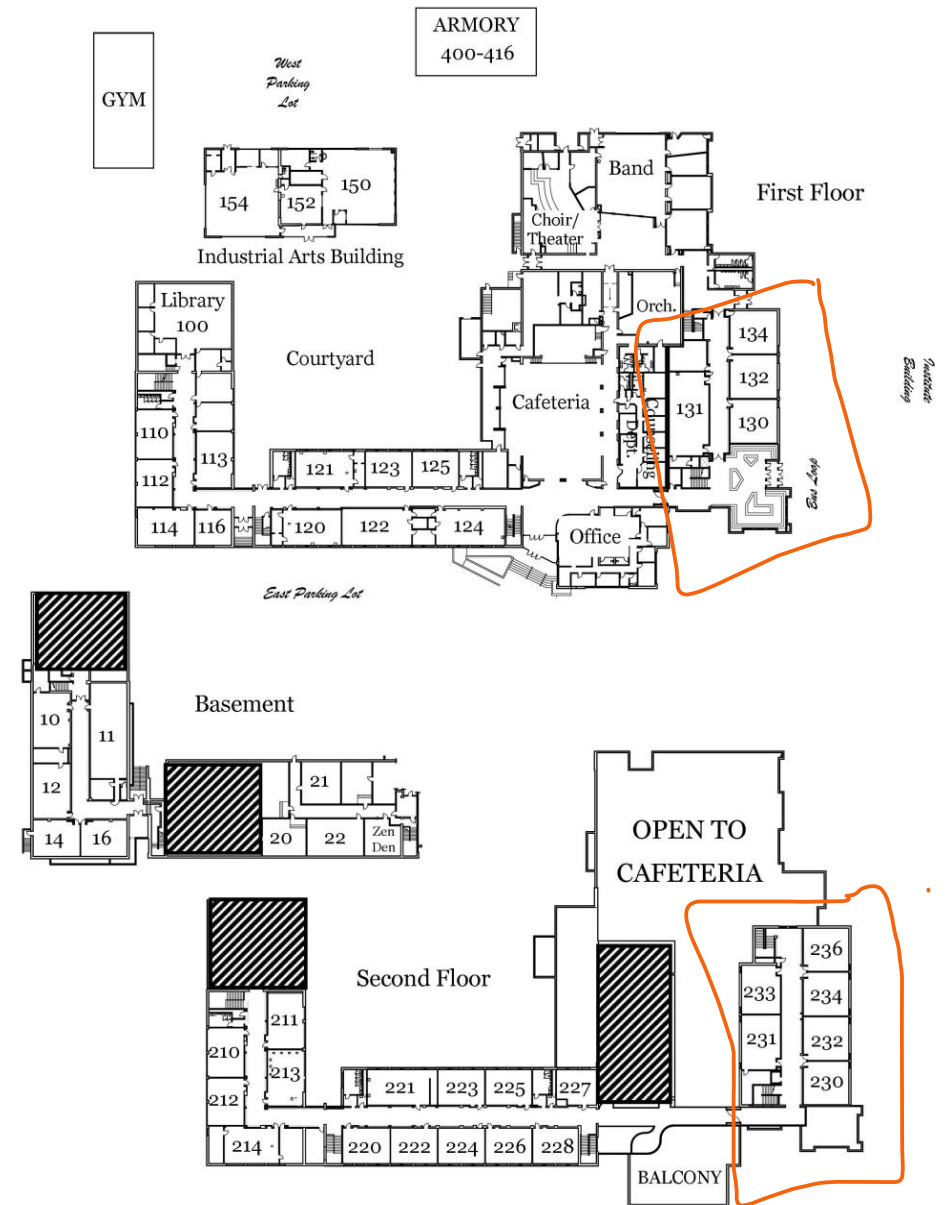 ARMORY
400-416
GYM
West
Parking
Lot
154
152
150
Industrial Arts Building
Band
First Floor
Choir/
Theater
Library
100
Courtyard
Orch.
134
132
130
131
Institute
Building
Cafeteria
Counseling
Dept
110
113
112
121
123
125
114
116
120
122
124
Office
Bus Loop
East Parking Lot
Basement
10
11
12
14
16
21
20
22
Zen
Den
OPEN TO
CAFETERIA
Second Floor
236
233
234
231
232
230
211
210
213
212
214
221
223
225
227
220
222
224
226
228
BALCONY